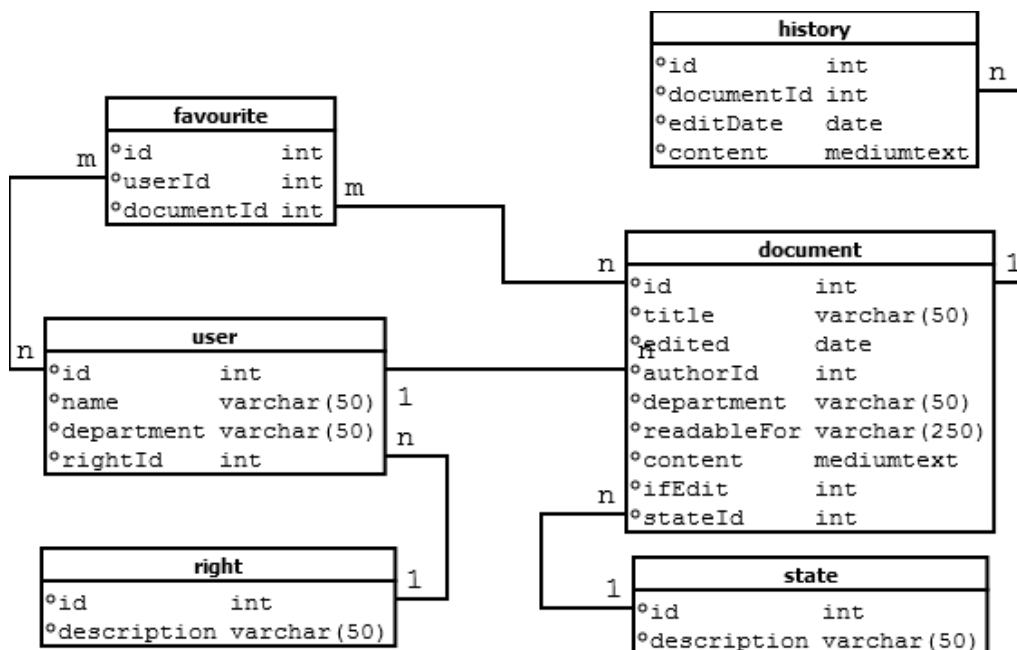 history
id int
documentId int
editDate date
content mediumtext
n
favourite
id int
userId int
documentId int
m
m
document
id int
title varchar(50)
edited date
authorId int
department varchar(50)
readableFor varchar(250)
content mediumtext
ifEdit int
stateId int
n
1
n
n
user
id int
name varchar(50)
department varchar(50)
rightId int
n
1
n
right
id int
description varchar(50)
1
state
id int
description varchar(50)
1